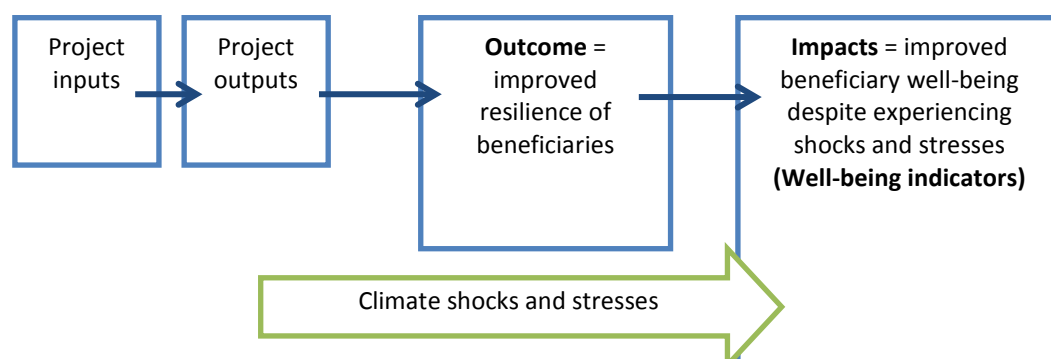 Project
inputs
Project
outputs
Outcome =
improved
resilience of
beneficiaries
Impacts = improved
beneficiary well-being
despite experiencing
shocks and stresses
(Well-being indicators)
Climate shocks and stresses